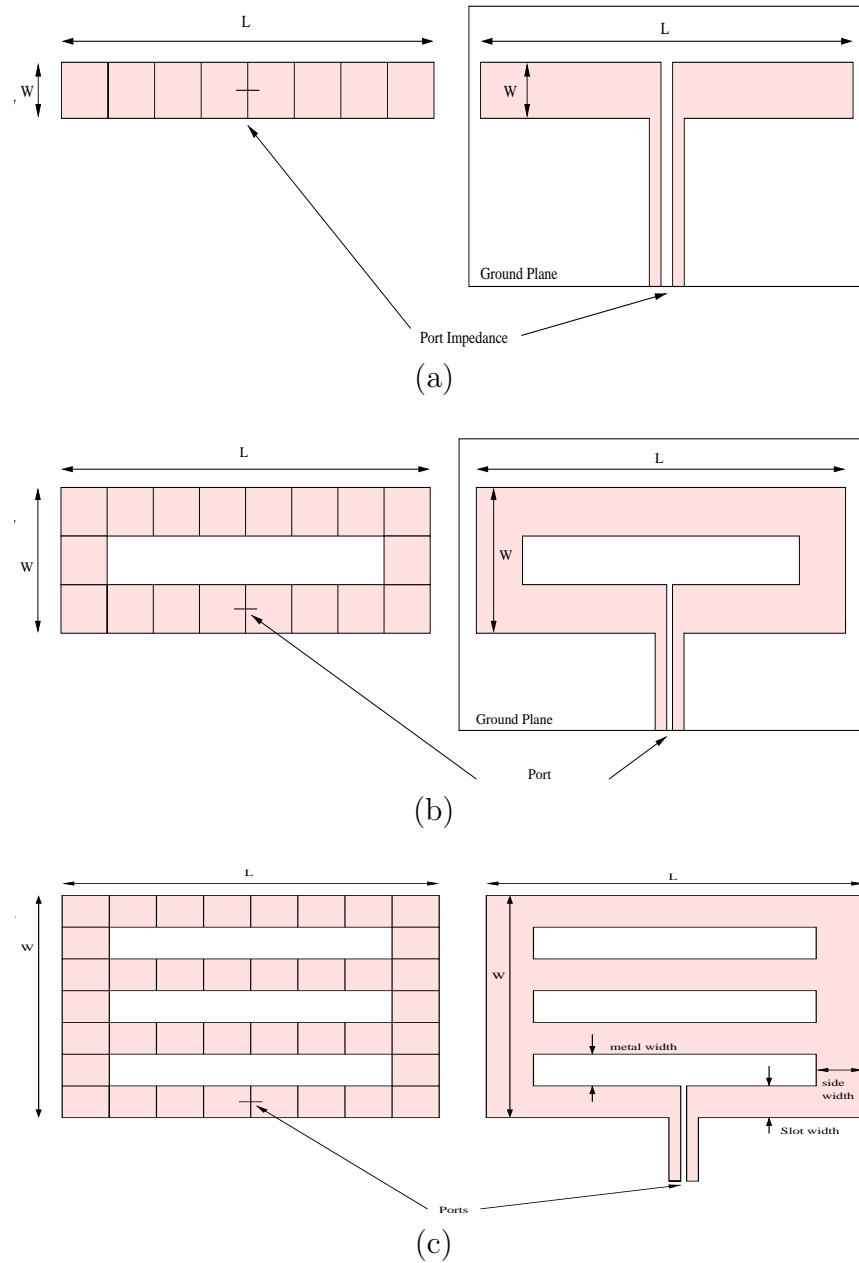 L
L
W
W
Ground Plane
Port Impedance
(a)
L
L
W
W
Ground Plane
Port
(b)
L
L
W
W
metal width
side
width
Slot width
Ports
(c)